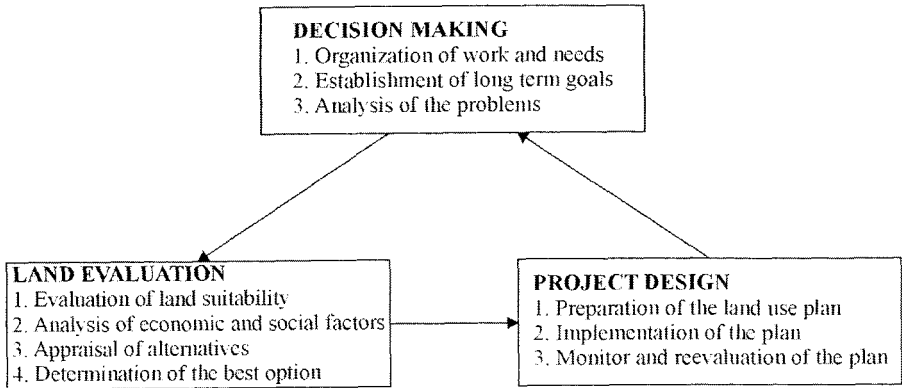 DECISION MAKING
1. Organization of work and needs
2. Establishment of long term goals
3. Analysis of the problems
LAND EVALUATION
1. Evaluation of land suitability
2. Analysis of economic and social factors
3. Appraisal of alternatives
4. Determination of the best option
PROJECT DESIGN
1. Preparation of the land use plan
2. Implementation of the plan
3. Monitor and reevaluation of the plan